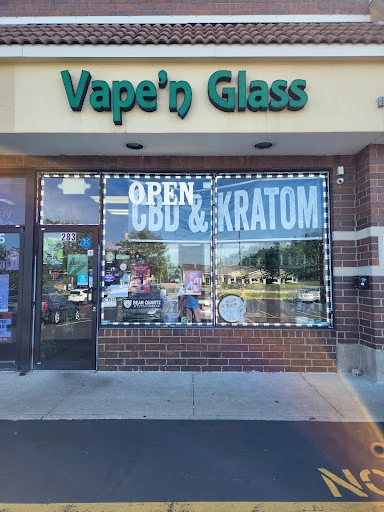 Vape'n Glass
OPEN
CBD & KRATOM
283
BEAR QUARTZ
NO